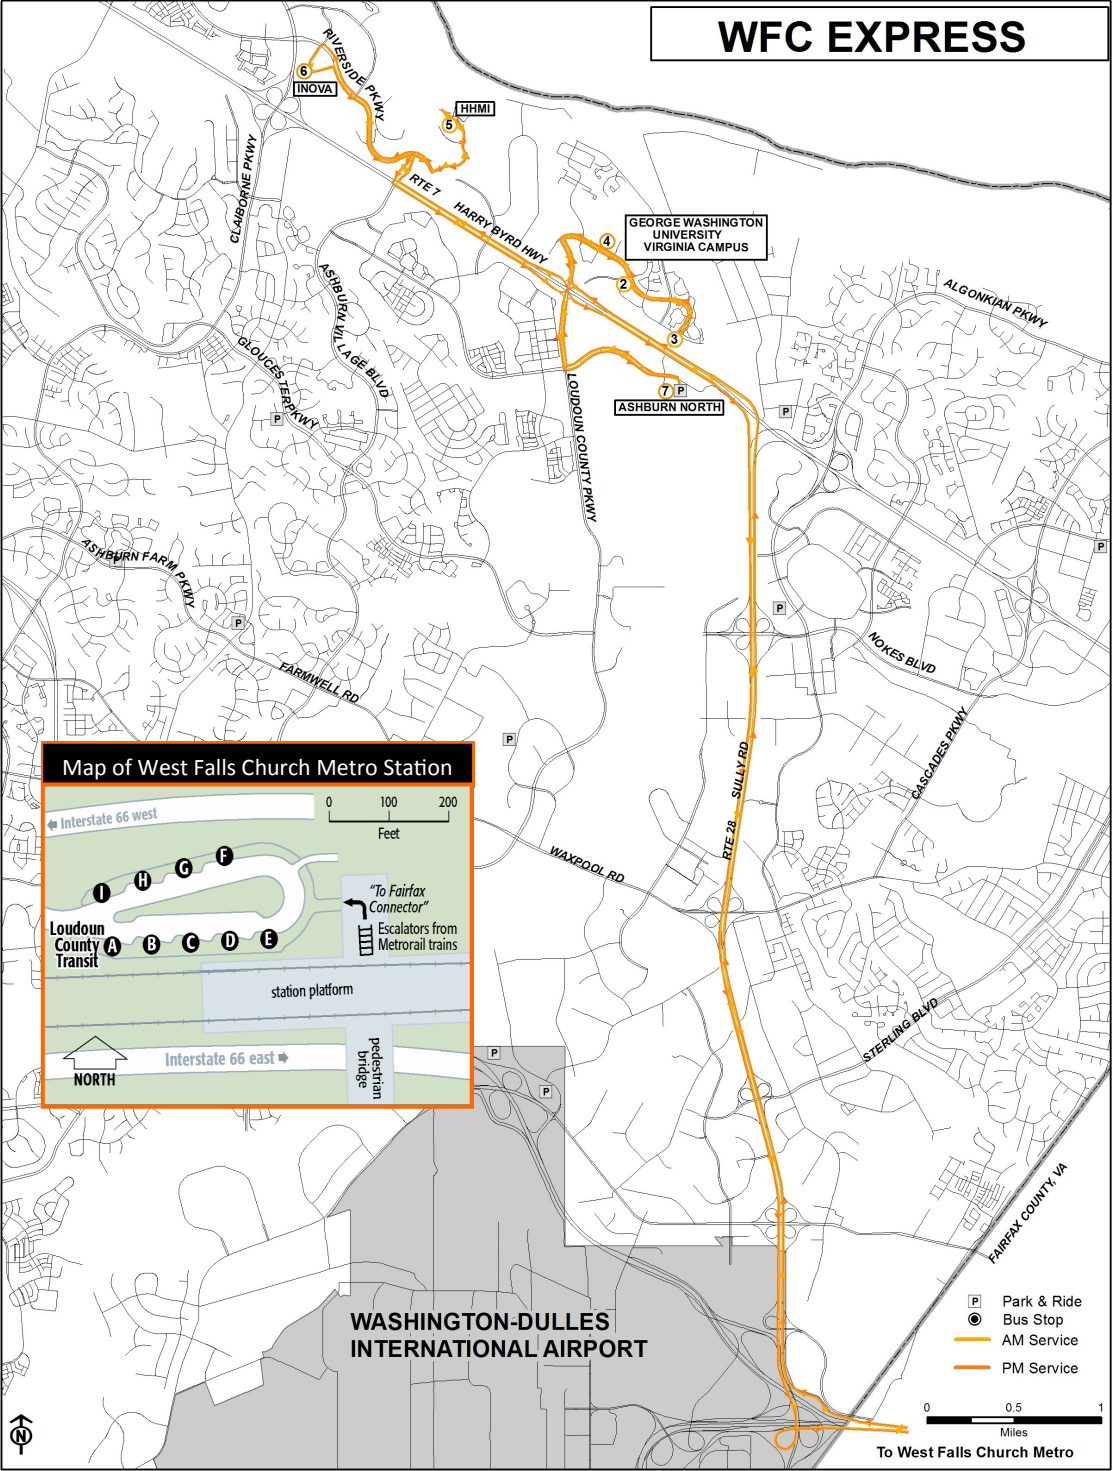 WFC EXPRESS
RIVERSIDE PKWY
6
INOVA
HHMI
5
CLAIBORNE PKWY
RTE 7
HARRY BYRD HWY
GEORGE WASHINGTON
UNIVERSITY
VIRGINIA CAMPUS
4
2
3
ASHBURN VILLAGE BLVD
ALGONKIAN PKWY
GLOUCESTER PKWY
7
P
ASHBURN NORTH
P
P
LOUDOUN COUNTY PKWY
ASHBURN FARM PKWY
P
P
P
P
NOKES BLVD
FARMWELL RD
P
CASCADES PKWY
SULLY RD
RTE 28
WAXPOOL RD
STERLING BLVD
Map of West Falls Church Metro Station
Interstate 66 west
0 100 200
Feet
F
G
H
I
"To Fairfax
Connector"
Escalators from
Metrorail trains
Loudoun
County
Transit
A B C D E
station platform
Interstate 66 east
NORTH
pedestrian
bridge
P
P
FAIRFAX COUNTY, VA
WASHINGTON-DULLES
INTERNATIONAL AIRPORT
P Park & Ride
Bus Stop
AM Service
PM Service
0 0.5 1
Miles
To West Falls Church Metro
N